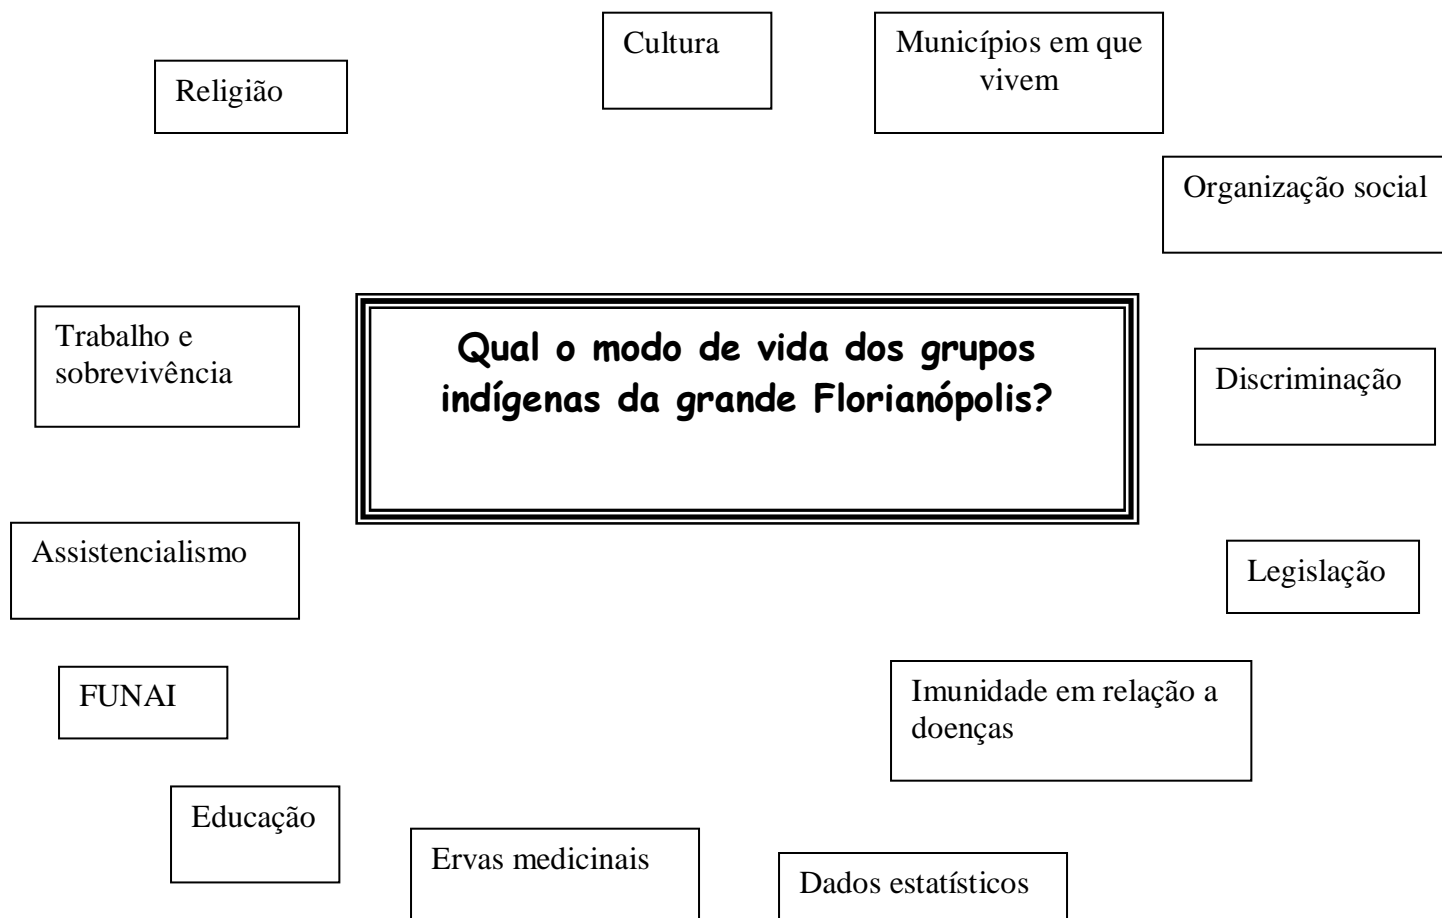 Cultura
Municípios em que
vivem
Religião
Organização social
Trabalho e
sobrevivência
Qual o modo de vida dos grupos
indígenas da grande Florianópolis?
Discriminação
Assistencialismo
Legislação
FUNAI
Imunidade em relação a
doenças
Educação
Ervas medicinais
Dados estatísticos